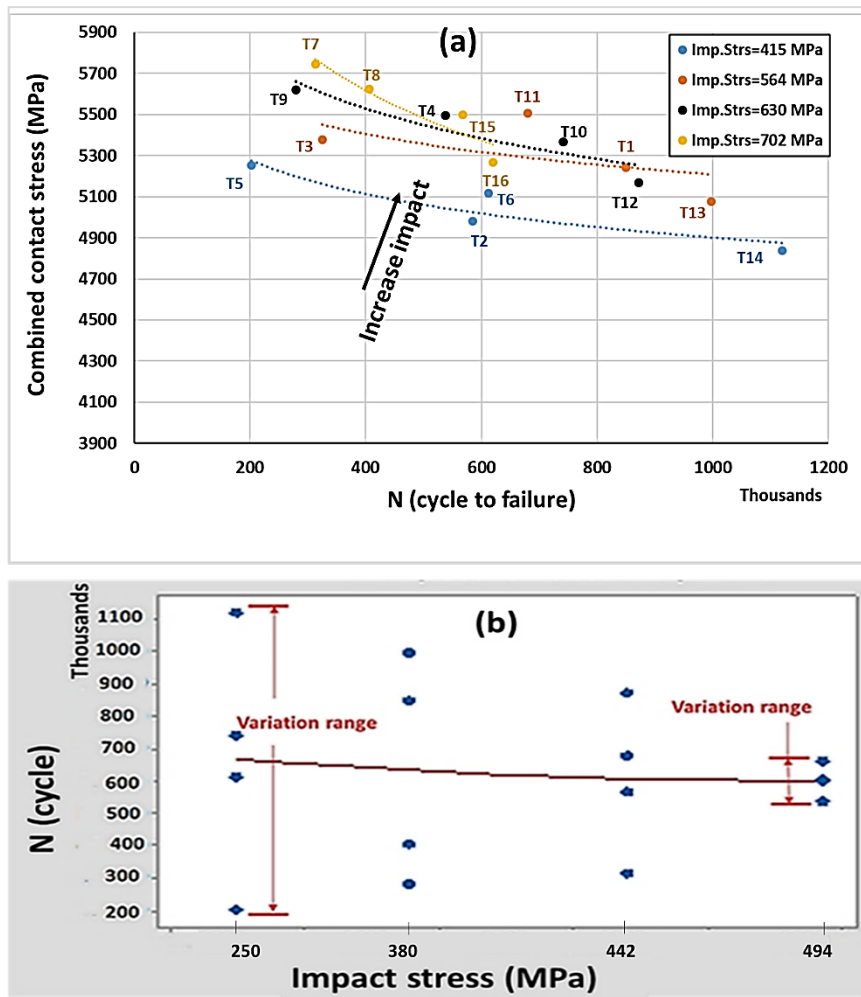 (a)
Imp.Strs=415 MPa
Imp.Strs=564 MPa
Imp.Strs=630 MPa
Imp.Strs=702 MPa
Combined contact stress (MPa)
5900
5700
5500
5300
5100
4900
4700
4500
4300
4100
3900
T7
T8
T9
T4
T15
T11
T10
T3
T16
T1
T5
T6
T12
T13
T2
T14
Increase impact
0
200
400
600
800
1000
1200
N (cycle to failure)
Thousands
(b)
Thousands
N (cycle)
1100
1000
900
800
700
600
500
400
300
200
Variation range
Variation range
250
380
442
494
Impact stress (MPa)